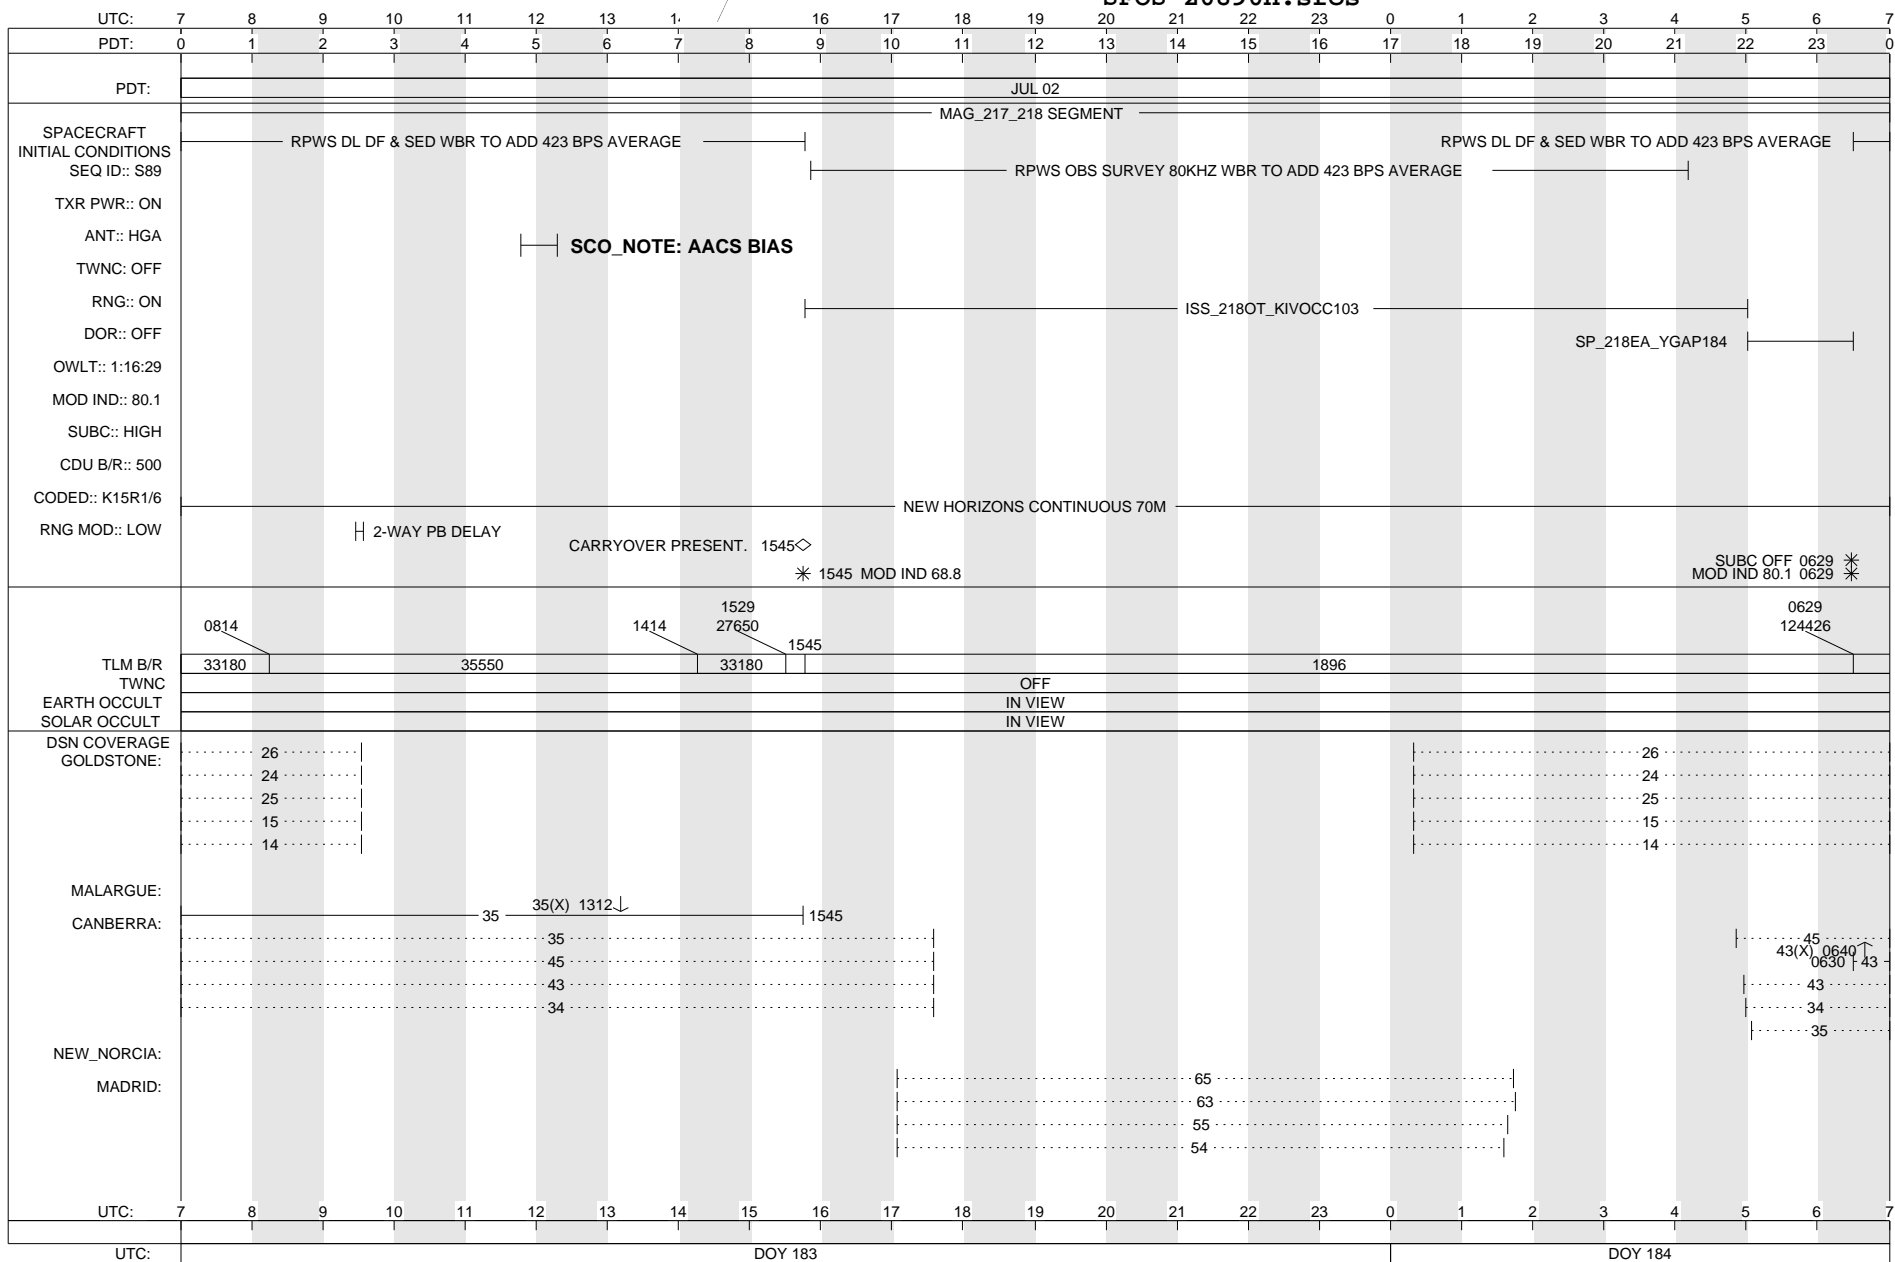 UTC: 7 8 9 10 11 12 13 16 17 18 19 20 21 22 23 0 1 2 3 4 5 6 7
PDT: 0 1 2 3 4 5 6 7 8 9 10 11 12 13 14 15 16 17 18 19 20 21 22 23 0
PDT: JUL 02
MAG_217_218 SEGMENT
SPACECRAFT
INITIAL CONDITIONS
RPWS DL DF & SED WBR TO ADD 423 BPS AVERAGE
RPWS DL DF & SED WBR TO ADD 423 BPS AVERAGE
SEQ ID:: S89
RPWS OBS SURVEY 80KHZ WBR TO ADD 423 BPS AVERAGE
TXR PWR:: ON
ANT:: HGA
SCO_NOTE: AACS BIAS
TWNC: OFF
RNG:: ON
ISS_218OT_KIVOCC103
DOR:: OFF
SP_218EA_YGAP184
OWLT:: 1:16:29
MOD IND:: 80.1
SUBC:: HIGH
CDU B/R:: 500
CODED:: K15R1/6
NEW HORIZONS CONTINUOUS 70M
RNG MOD:: LOW
2-WAY PB DELAY
CARRYOVER PRESENT. 1545
SUBC OFF 0629
1545 MOD IND 68.8
MOD IND 80.1 0629
1529 0629
0814 1414 27650 124426
1545
TLM B/R 33180 35550 33180 1896
TWNC OFF
EARTH OCCULT IN VIEW
SOLAR OCCULT IN VIEW
DSN COVERAGE
GOLDSTONE:
26 26
24 24
25 25
15 15
14 14
MALARGUE:
35(X) 1312
CANBERRA:
35 1545
35 45
43(X) 0640
45 0630 43
43 43
34 34
35
NEW_NORCIA:
MADRID:
65
63
55
54
UTC: 7 8 9 10 11 12 13 14 15 16 17 18 19 20 21 22 23 0 1 2 3 4 5 6 7
UTC: DOY 183 DOY 184